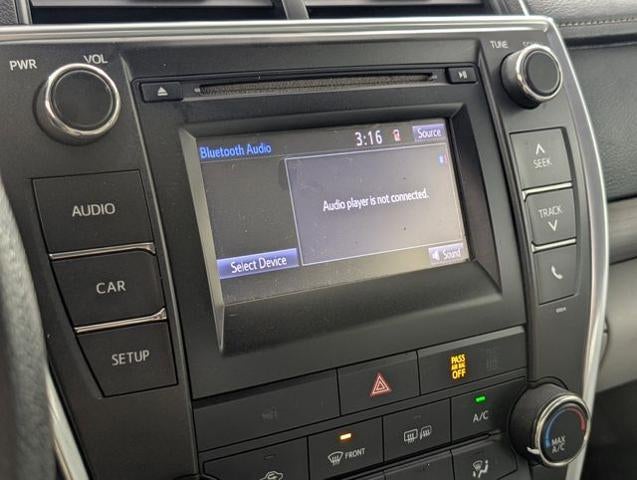 PWR
VOL
TUNE
Bluetooth Audio
3:16
Source
Audio player is not connected.
Select Device
Sound
AUDIO
CAR
SETUP
SEEK
TRACK
PASS
AIR BAG
OFF
A/C
FRONT
MAX
A/C